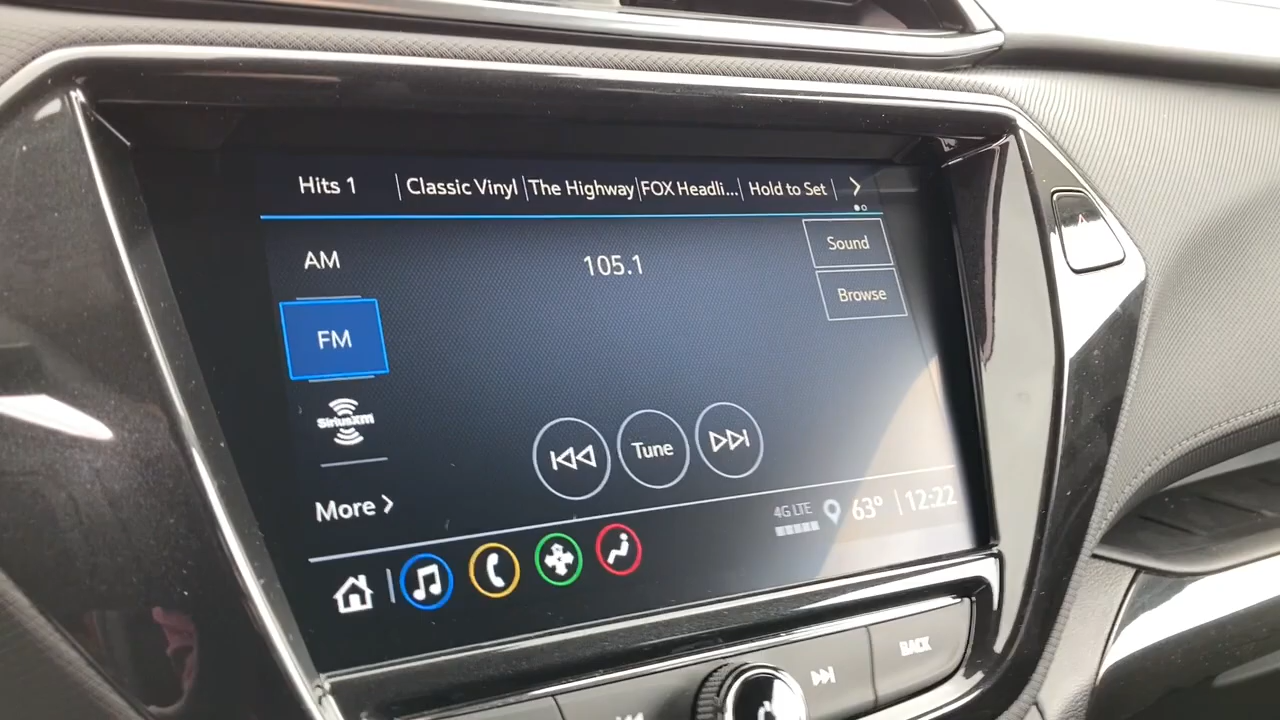 Hits 1 Classic Vinyl The Highway FOX Headli... Hold to Set
AM
105.1
Sound
Browse
FM
SiriusXM
Tune
More
4G LTE 63° 12:22
BACK